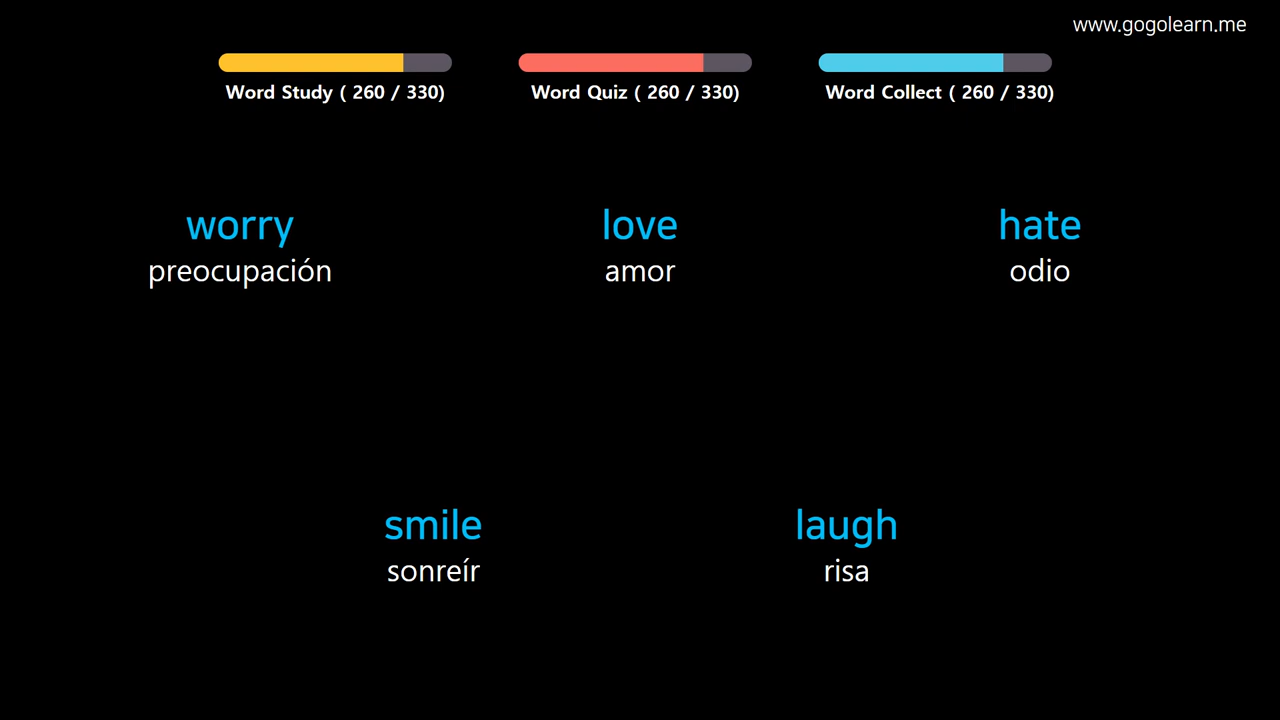 www.gogolearn.me
Word Study ( 260 / 330)
Word Quiz ( 260 / 330)
Word Collect ( 260 / 330)
worry
preocupación
love
amor
hate
odio
smile
sonreír
laugh
risa